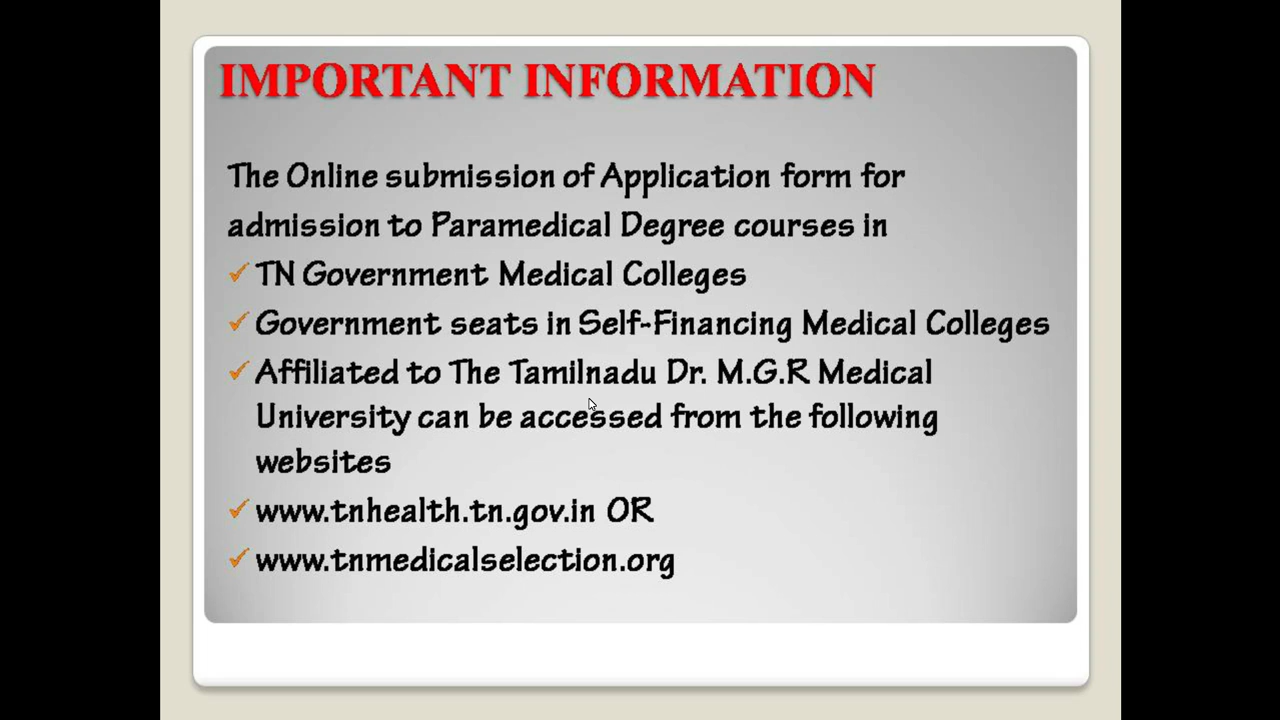 IMPORTANT INFORMATION
The Online submission of Application form for
admission to Paramedical Degree courses in
TN Government Medical Colleges
Government seats in Self-Financing Medical Colleges
Affiliated to The Tamilnadu Dr. M.G.R Medical
University can be accessed from the following
websites
www.tnhealth.tn.gov.in OR
www.tnmedicalselection.org